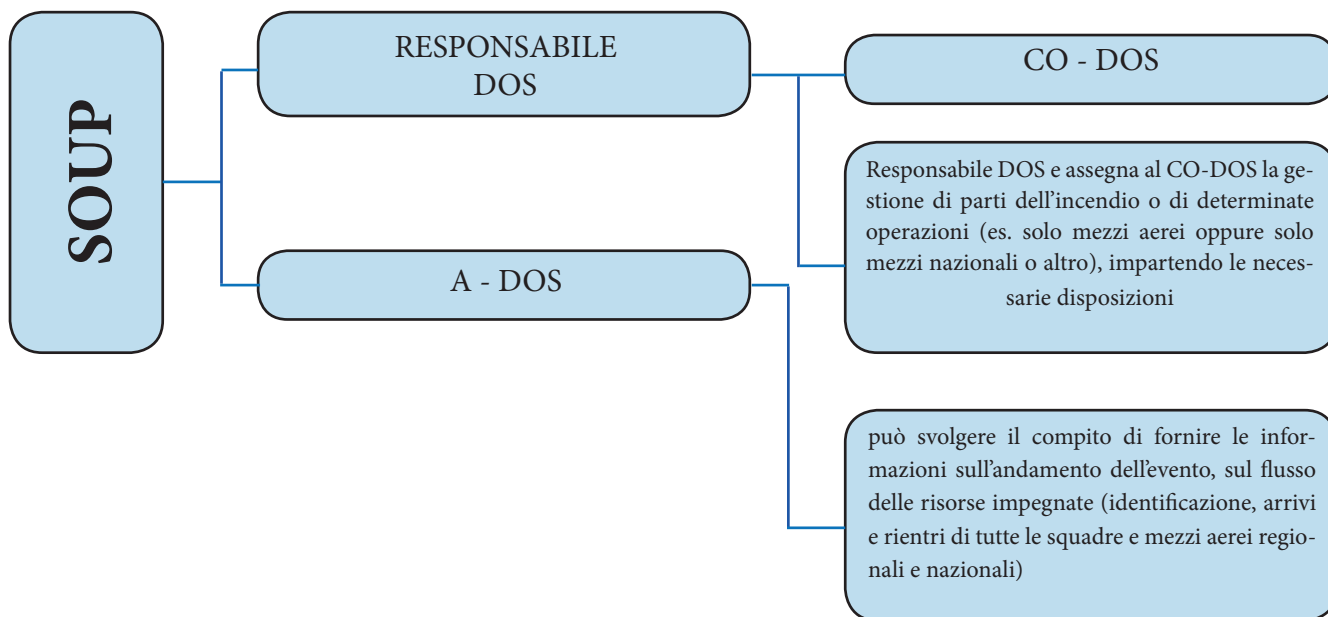 SOUP
RESPONSABILE
DOS
CO - DOS
Responsabile DOS e assegna al CO-DOS la ge-
stione di parti dell'incendio o di determinate
operazioni (es. solo mezzi aerei oppure solo
mezzi nazionali o altro), impartendo le neces-
sarie disposizioni
A - DOS
può svolgere il compito di fornire le infor-
mazioni sull'andamento dell'evento, sul flusso
delle risorse impegnate (identificazione, arrivi
e rientri di tutte le squadre e mezzi aerei regio-
nali e nazionali)